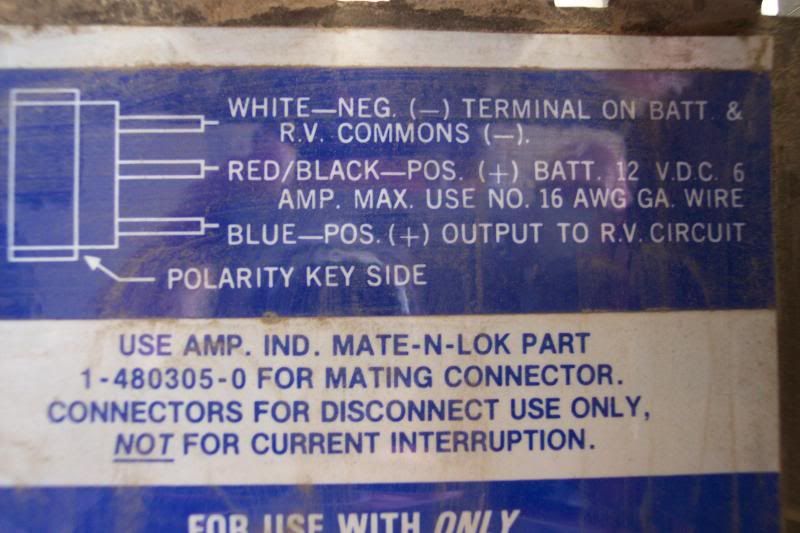 WHITE—NEG. (—) TERMINAL ON BATT. &
R.V. COMMONS (—).
RED/BLACK—POS. (+) BATT. 12 V.D.C. 6
AMP. MAX. USE NO. 16 AWG GA. WIRE
BLUE—POS. (+) OUTPUT TO R.V. CIRCUIT
POLARITY KEY SIDE
USE AMP. IND. MATE-N-LOK PART
1-480305-0 FOR MATING CONNECTOR.
CONNECTORS FOR DISCONNECT USE ONLY,
NOT FOR CURRENT INTERRUPTION.
FOR USE WITH ONLY